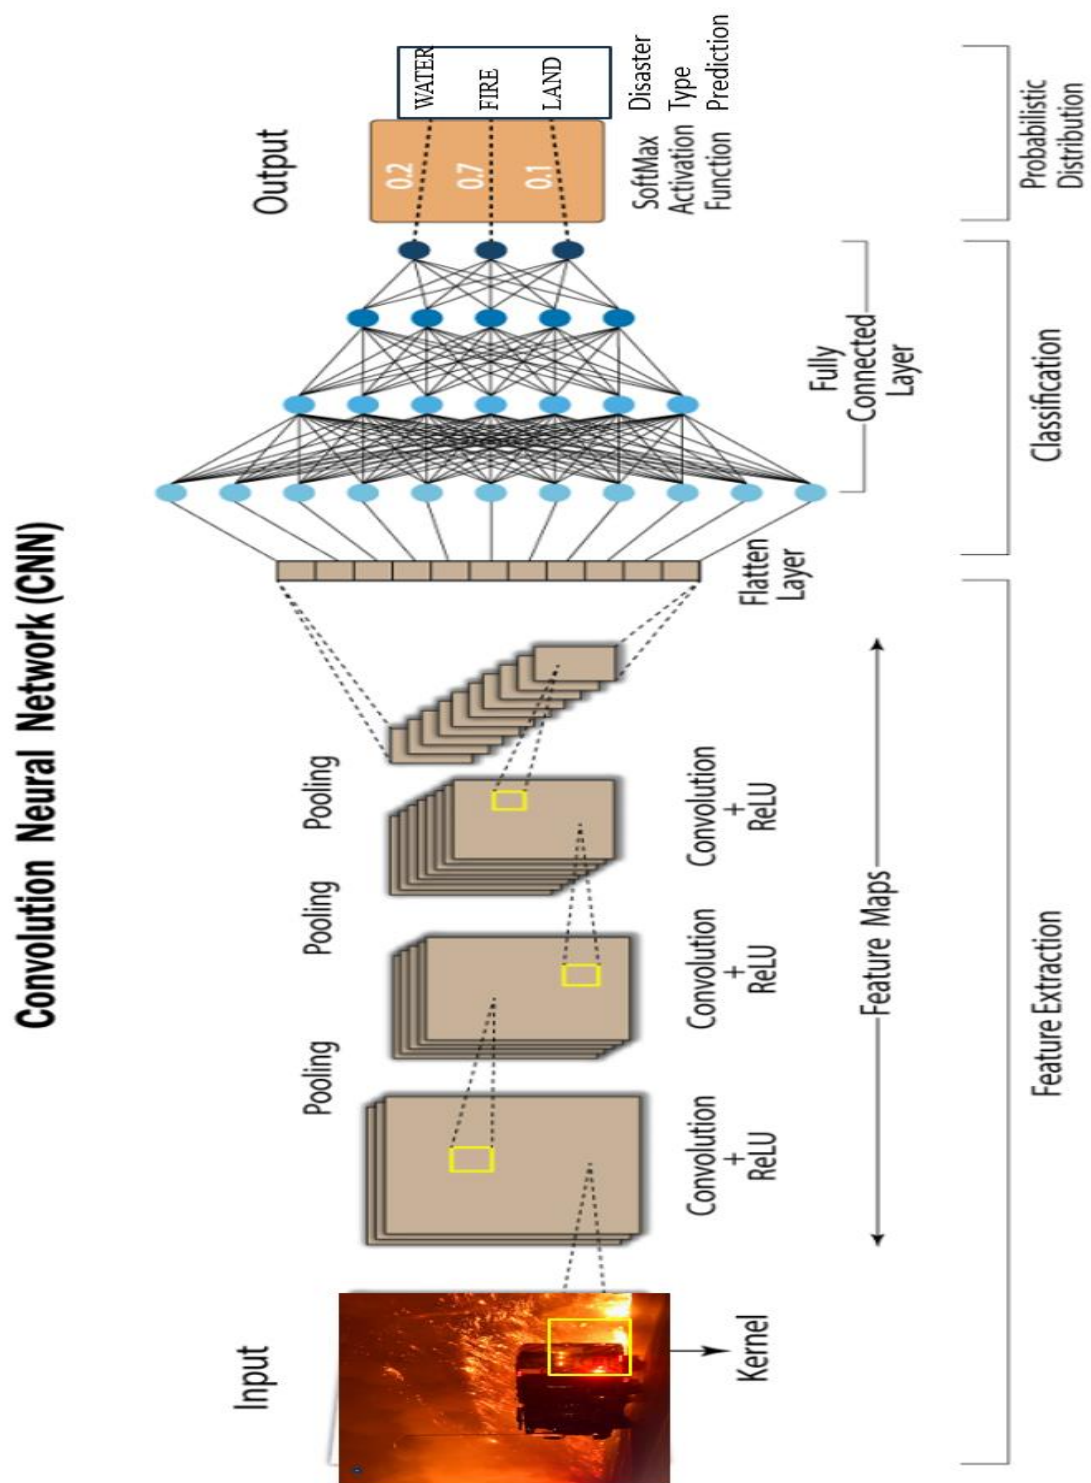 Convolution Neural Network (CNN)
Input
Output
Pooling
Pooling
Pooling
0.2
0.7
0.1
WATER
FIRE
LAND
Kernel
Convolution
+
ReLU
Convolution
+
ReLU
Convolution
+
ReLU
Flatten
Layer
SoftMax
Activation
Function
Disaster
Type
Prediction
Fully
Connected
Layer
Feature Maps
Feature Extraction
Classification
Probabilistic
Distribution